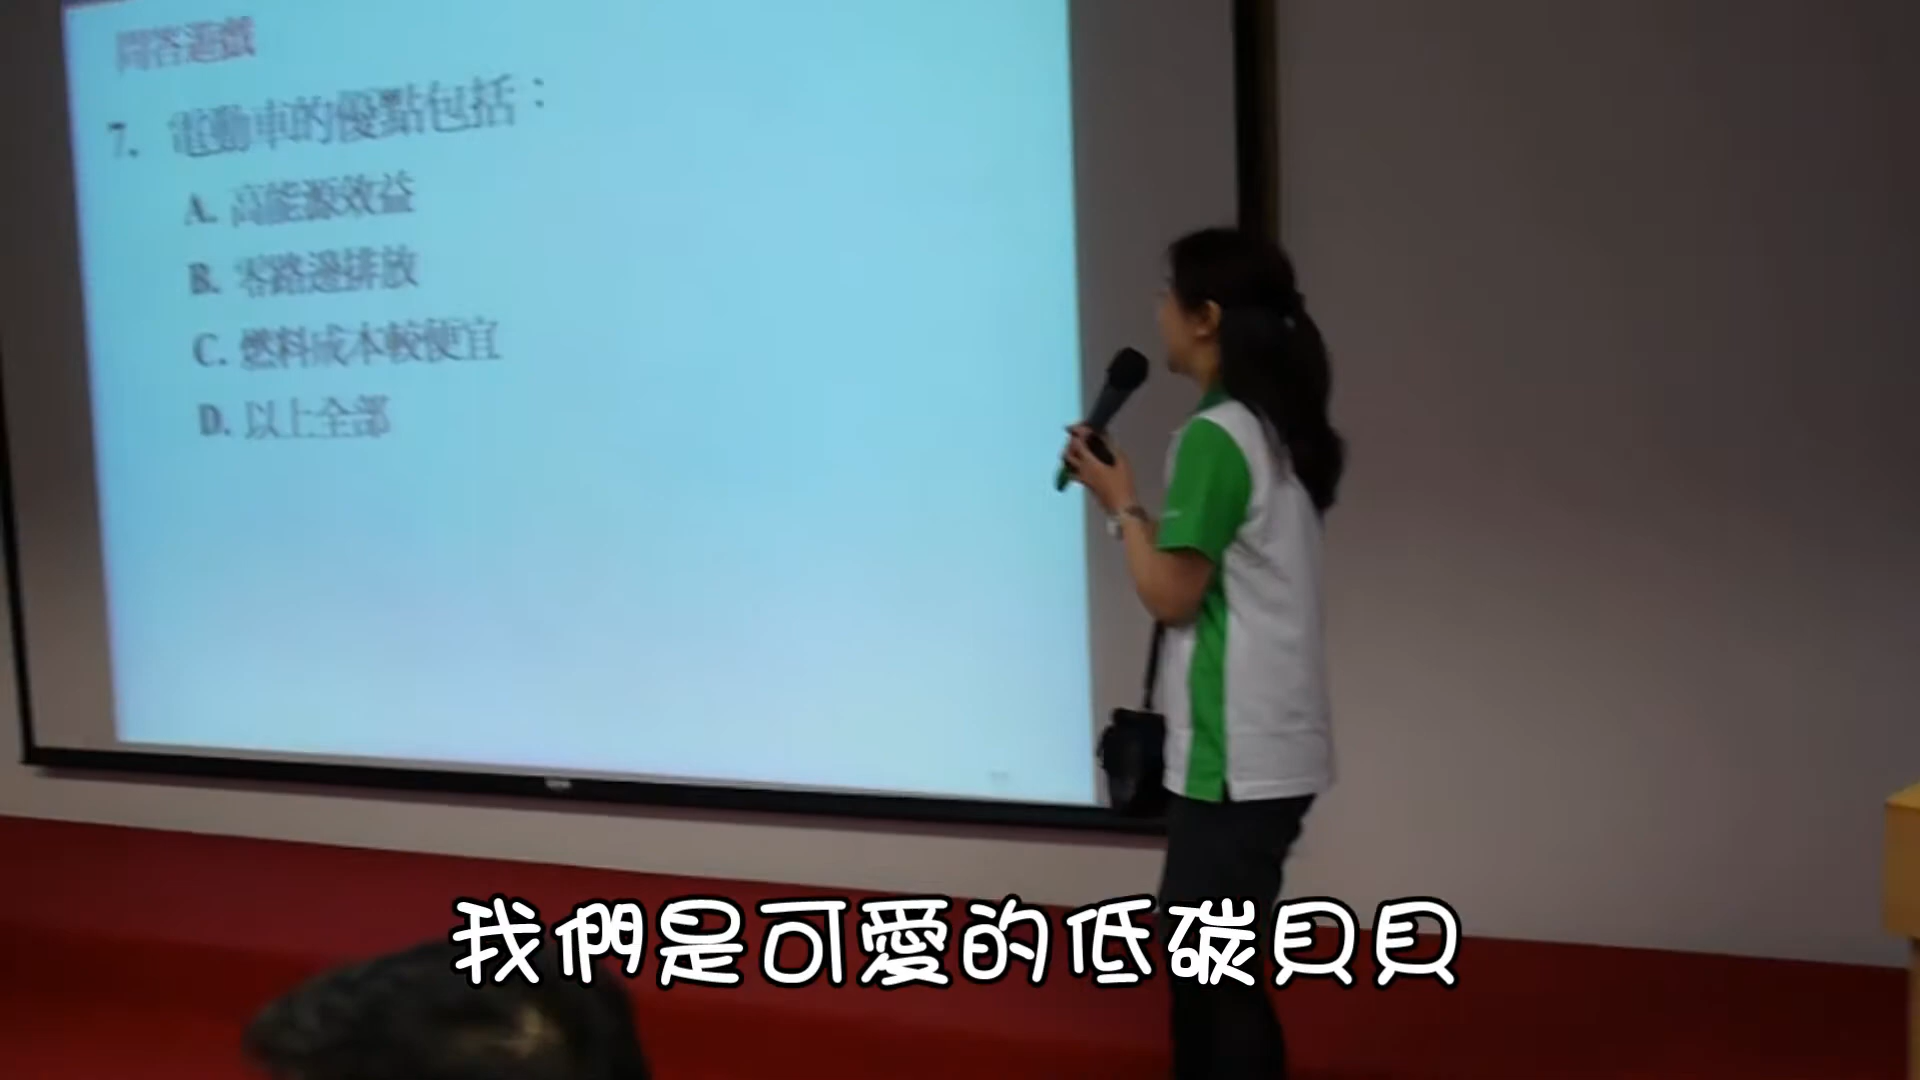 問答遊戲
7. 電動車的優點包括：
A. 高能源效益
B. 零路邊排放
C. 燃料成本較便宜
D. 以上全部
我們是可愛的低碳貝貝